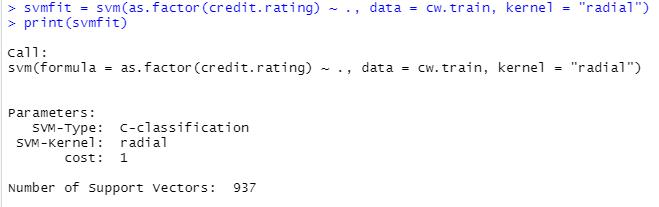 > svmfit = svm(as.factor(credit.rating) ~ ., data = cw.train, kernel = "radial")
> print(svmfit)
Call:
svm(formula = as.factor(credit.rating) ~ ., data = cw.train, kernel = "radial")
Parameters:
SVM-Type: C-classification
SVM-Kernel: radial
cost: 1
Number of Support Vectors: 937